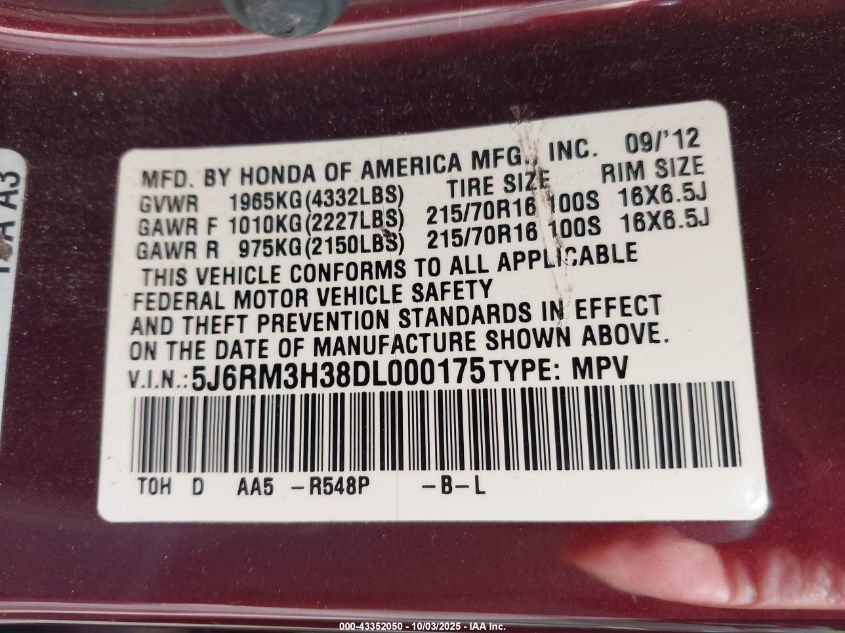 MFD. BY HONDA OF AMERICA MFG., INC. 09/'12
GVWR 1965KG(4332LBS) TIRE SIZE RIM SIZE
GAWR F 1010KG(2227LBS) 215/70R16 100S 16X6.5J
GAWR R 975KG(2150LBS) 215/70R16 100S 16X6.5J
THIS VEHICLE CONFORMS TO ALL APPLICABLE
FEDERAL MOTOR VEHICLE SAFETY
AND THEFT PREVENTION STANDARDS IN EFFECT
ON THE DATE OF MANUFACTURE SHOWN ABOVE.
V.I.N.: 5J6RM3H38DL000175 TYPE: MPV
TOH D AA5 -R548P -B-L
A3
000-43352050 - 10/03/2025 - IAA Inc.